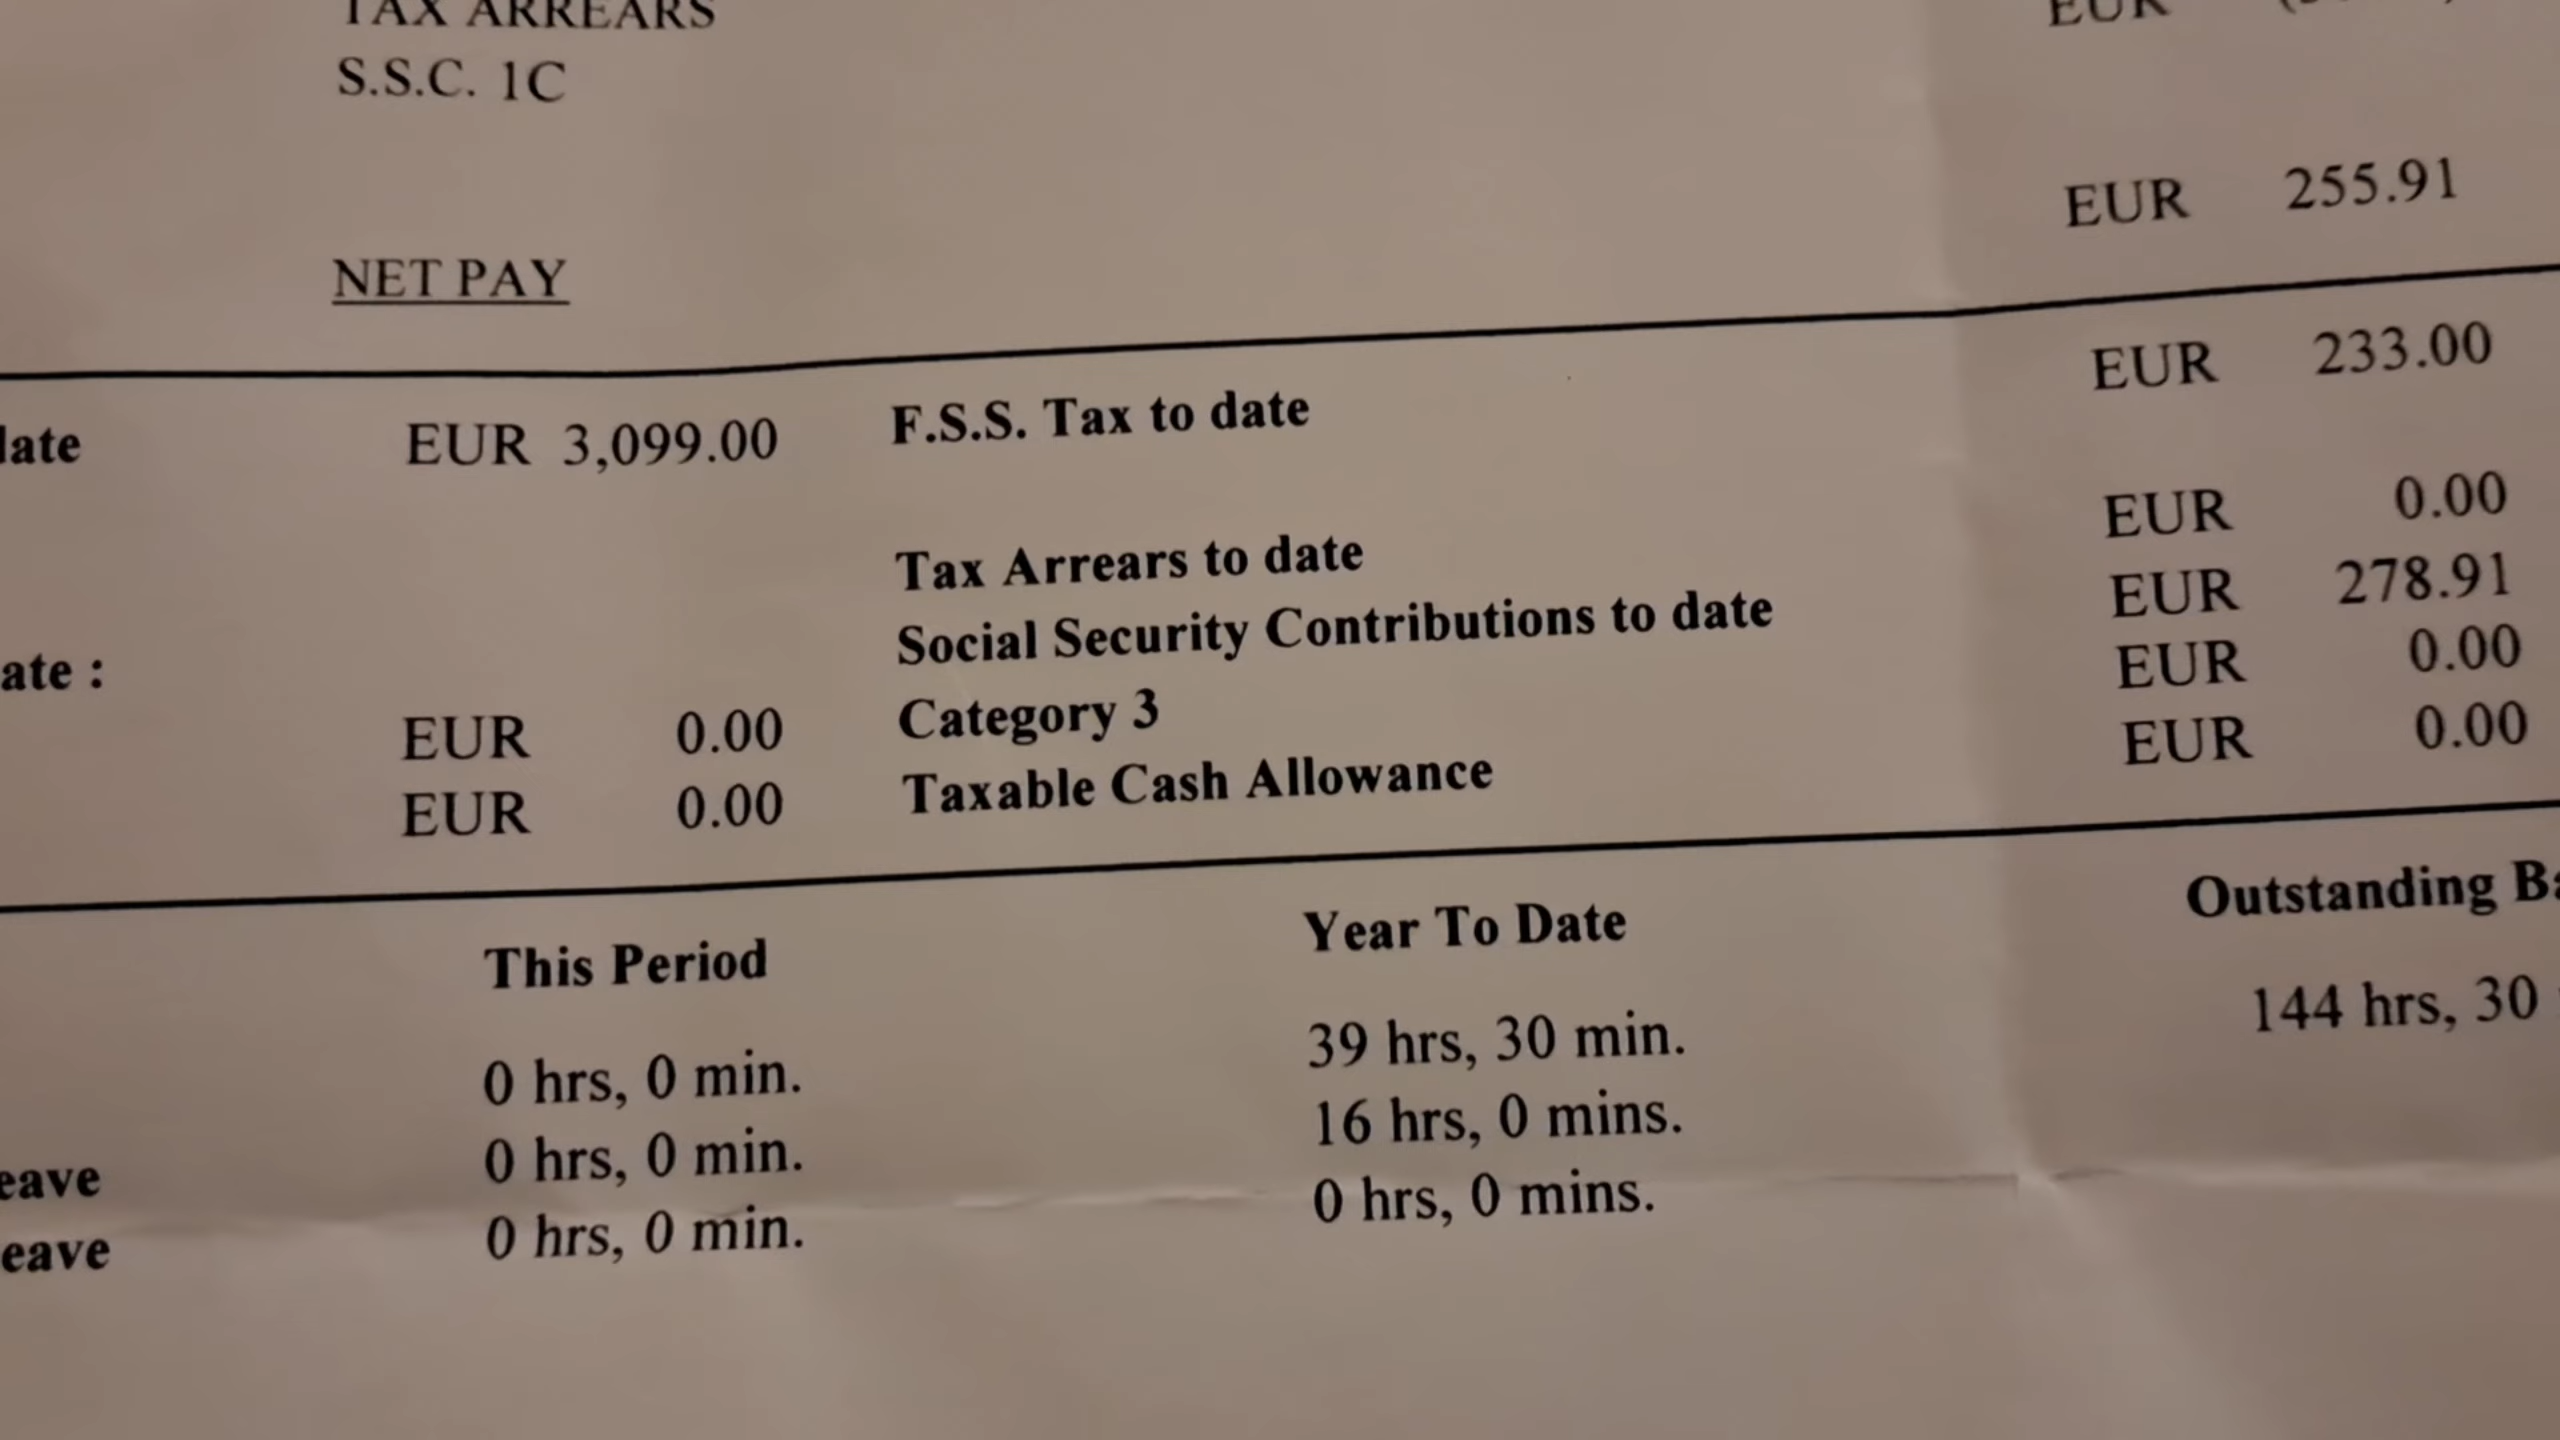 TAX ARREARS EUR
S.S.C. 1C
NET PAY EUR 255.91
EUR 3,099.00 F.S.S. Tax to date EUR 233.00
Tax Arrears to date EUR 0.00
Social Security Contributions to date EUR 278.91
EUR 0.00 Category 3 EUR 0.00
EUR 0.00 Taxable Cash Allowance EUR 0.00
This Period Year To Date Outstanding
0 hrs, 0 min. 39 hrs, 30 min. 144 hrs, 30
0 hrs, 0 min. 16 hrs, 0 mins.
0 hrs, 0 min. 0 hrs, 0 mins.